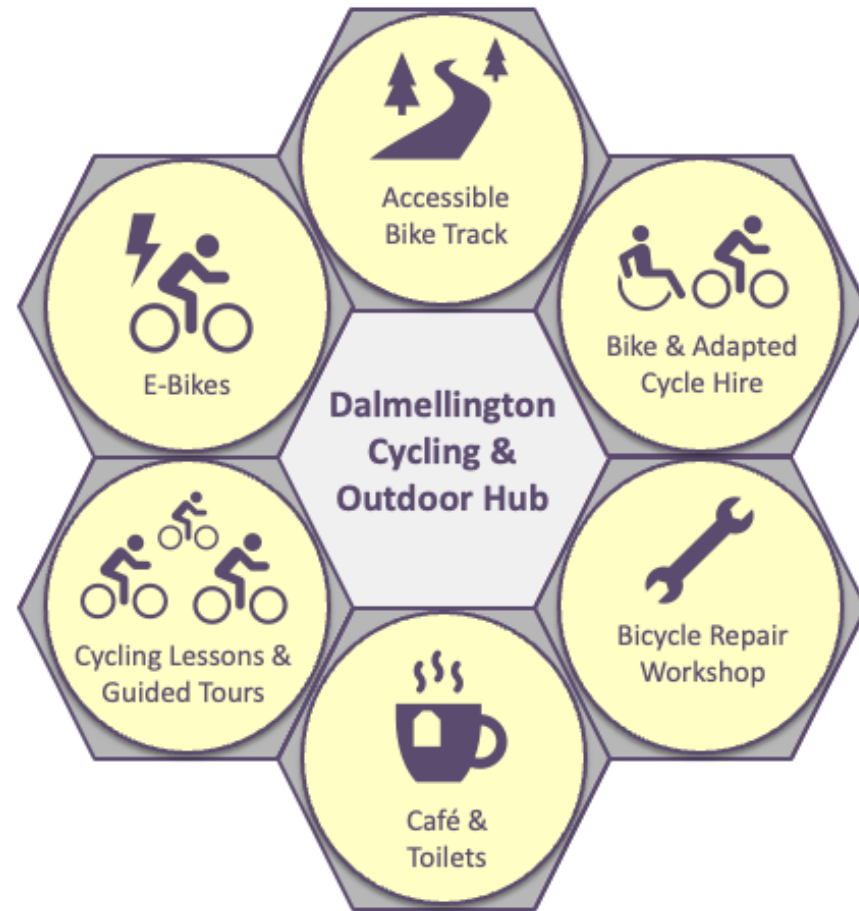 Accessible
Bike Track
E-Bikes
Bike & Adapted
Cycle Hire
Dalmellington
Cycling &
Outdoor Hub
Cycling Lessons &
Guided Tours
Bicycle Repair
Workshop
Café &
Toilets